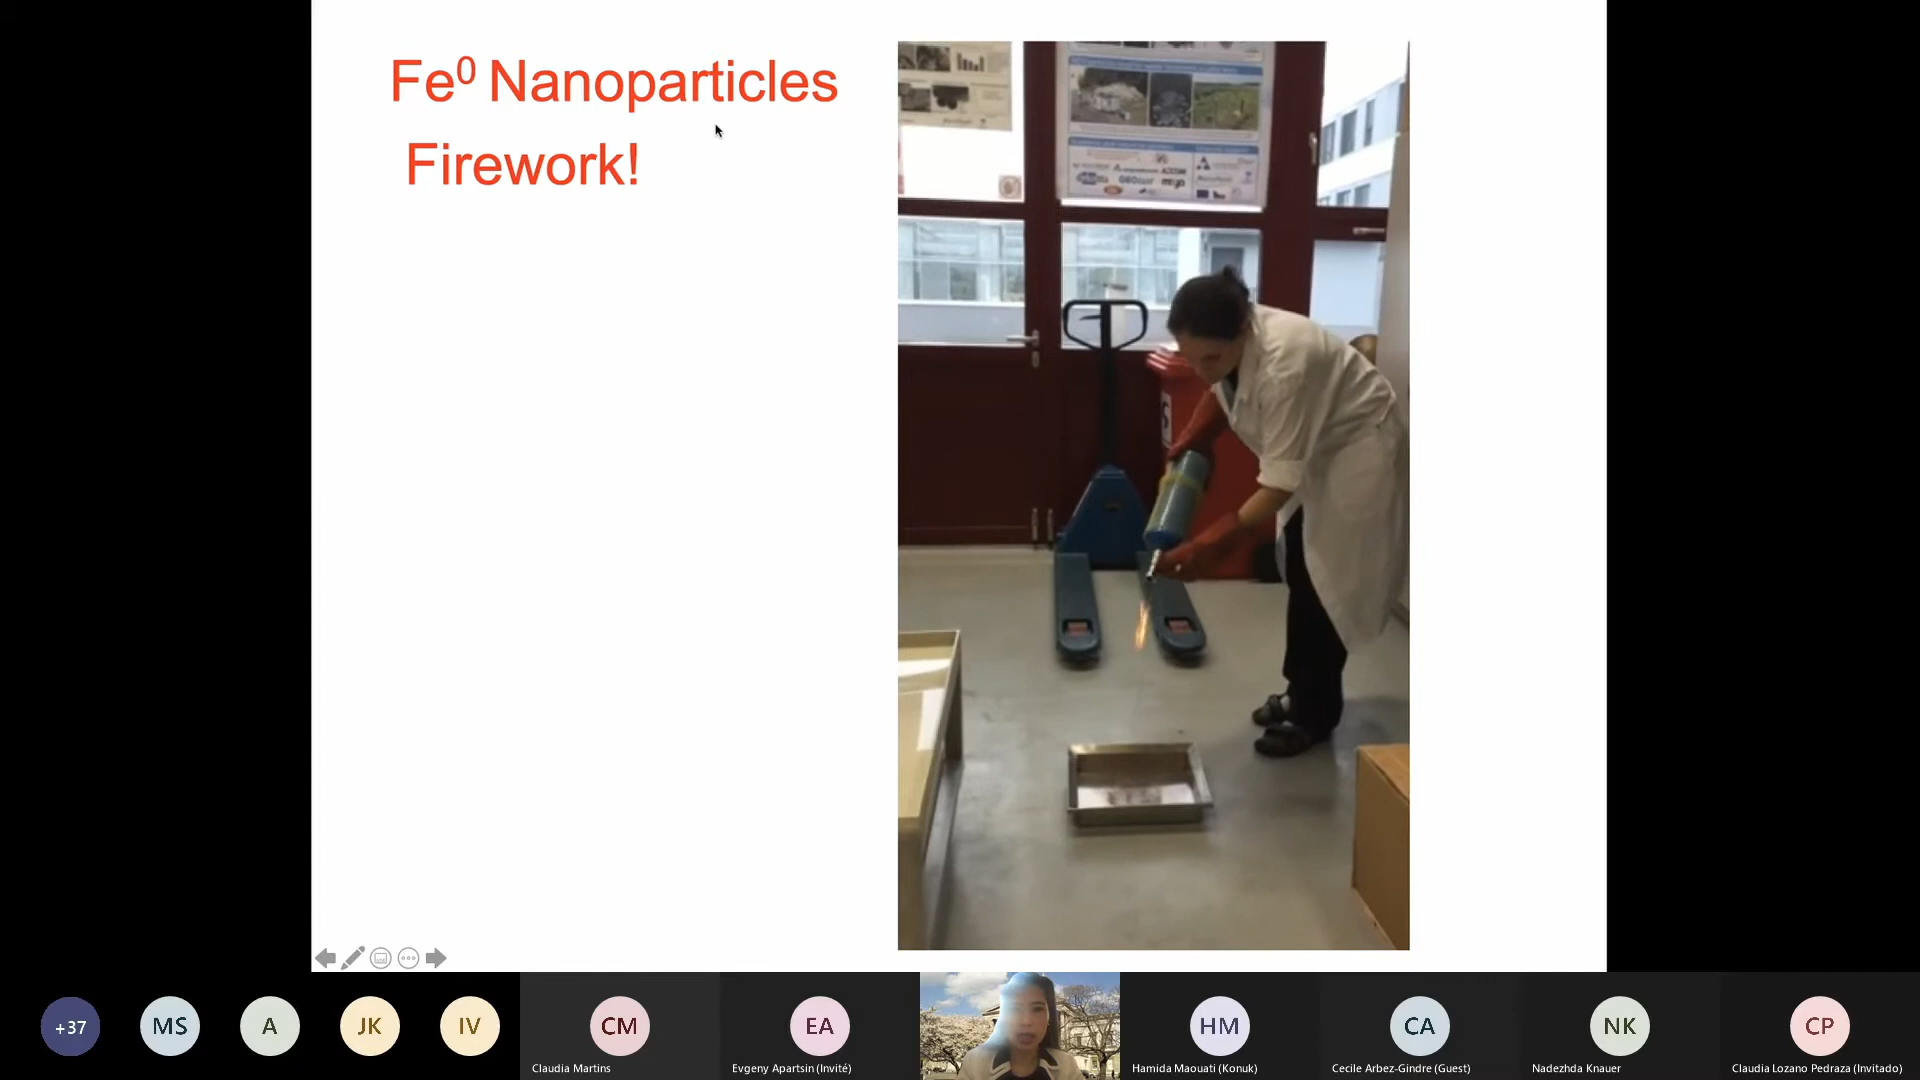 Fe⁰ Nanoparticles
Firework!
+37
MS
A
JK
IV
CM
EA
HM
CA
NK
CP
Claudia Martins
Evgeny Apartsin (Invité)
Hamida Maouati (Konuk)
Cecile Arbez-Gindre (Guest)
Nadezhda Knauer
Claudia Lozano Pedraza (Invitado)